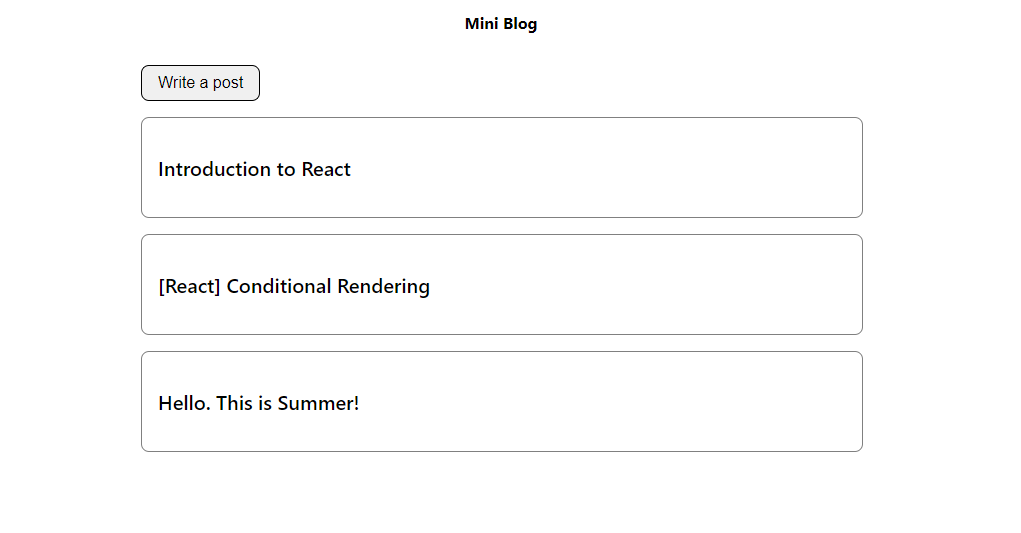 Mini Blog
Write a post
Introduction to React
[React] Conditional Rendering
Hello. This is Summer!